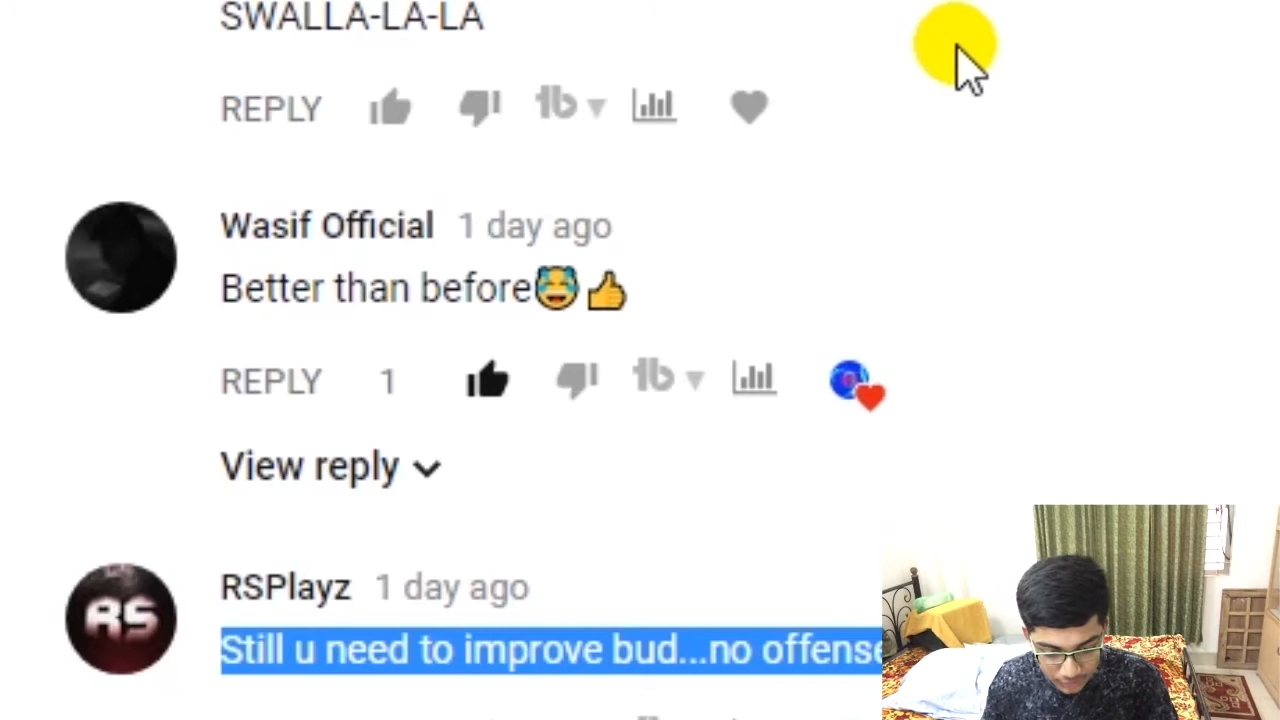 SWALLA-LA-LA
REPLY
Wasif Official 1 day ago
Better than before😂👍
REPLY 1
View reply
RS
RSPlayz 1 day ago
Still u need to improve bud...no offense